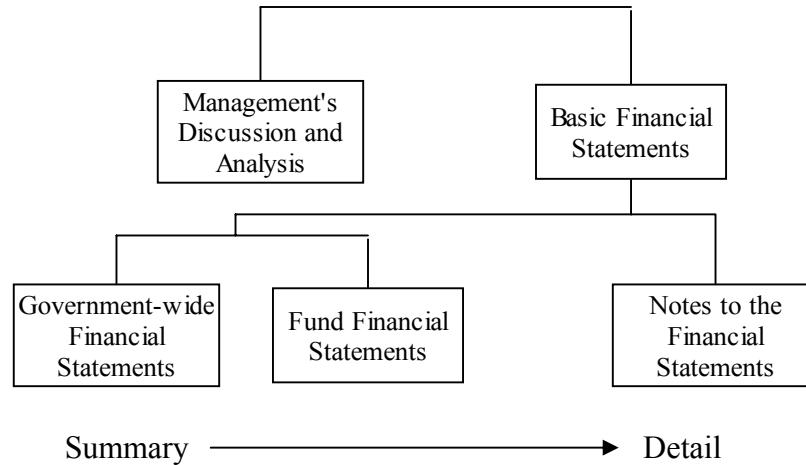 Management's
Discussion and
Analysis
Basic Financial
Statements
Government-wide
Financial
Statements
Fund Financial
Statements
Notes to the
Financial
Statements
Summary
Detail